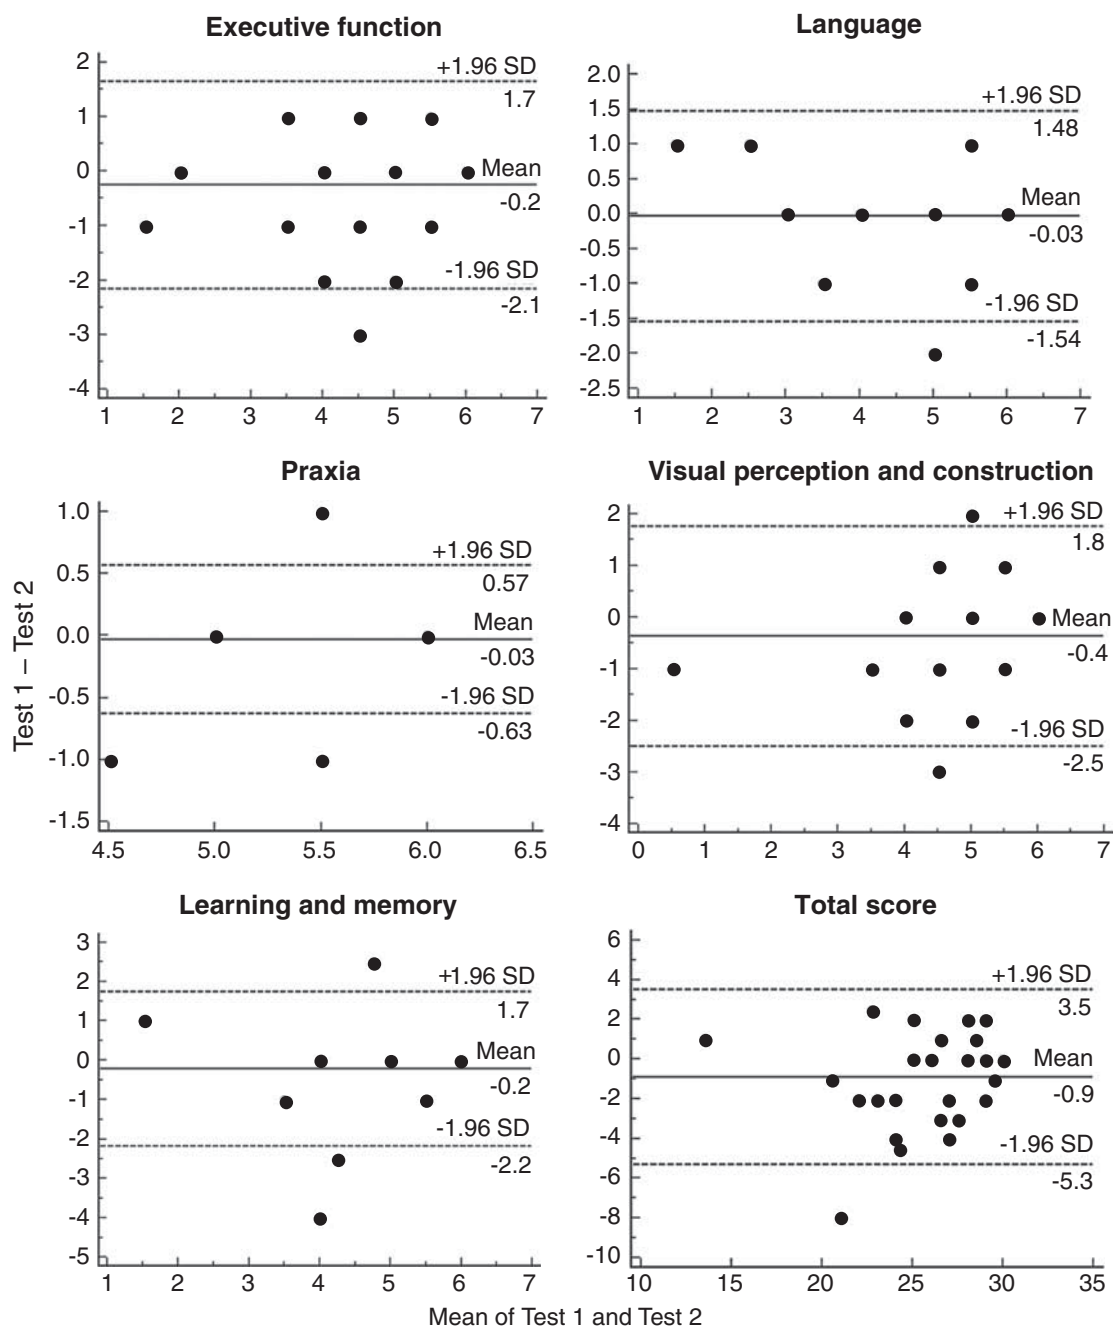 Executive function
2
1
0
-1
-2
-3
-4
+1.96 SD
1.7
Mean
-0.2
-1.96 SD
-2.1
1 2 3 4 5 6 7
Language
2.0
1.5
1.0
0.5
0.0
-0.5
-1.0
-1.5
-2.0
-2.5
+1.96 SD
1.48
Mean
-0.03
-1.96 SD
-1.54
1 2 3 4 5 6 7
Praxia
1.0
0.5
0.0
-0.5
-1.0
-1.5
+1.96 SD
0.57
Mean
-0.03
-1.96 SD
-0.63
4.5 5.0 5.5 6.0 6.5
Visual perception and construction
2
1
0
-1
-2
-3
-4
+1.96 SD
1.8
Mean
-0.4
-1.96 SD
-2.5
0 1 2 3 4 5 6 7
Test 1 – Test 2
Learning and memory
3
2
1
0
-1
-2
-3
-4
-5
+1.96 SD
1.7
Mean
-0.2
-1.96 SD
-2.2
1 2 3 4 5 6 7
Total score
6
4
2
0
-2
-4
-6
-8
-10
+1.96 SD
3.5
Mean
-0.9
-1.96 SD
-5.3
10 15 20 25 30 35
Mean of Test 1 and Test 2